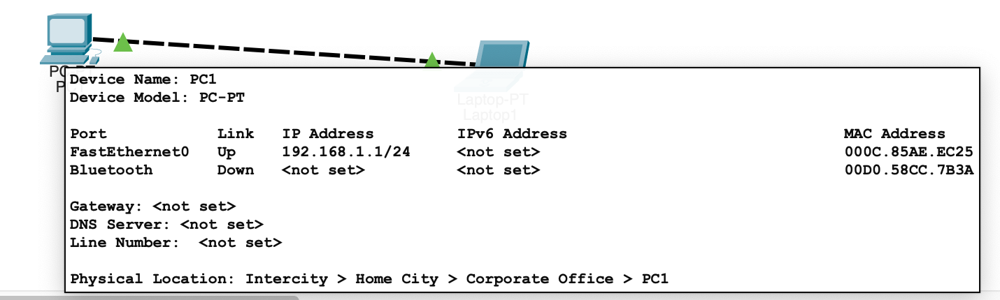 PC-PT
Device Name: PC1
Device Model: PC-PT
Laptop-PT
Laptop1
Port Link IP Address IPv6 Address MAC Address
FastEthernet0 Up 192.168.1.1/24 <not set> 000C.85AE.EC25
Bluetooth Down <not set> <not set> 00D0.58CC.7B3A
Gateway: <not set>
DNS Server: <not set>
Line Number: <not set>
Physical Location: Intercity > Home City > Corporate Office > PC1